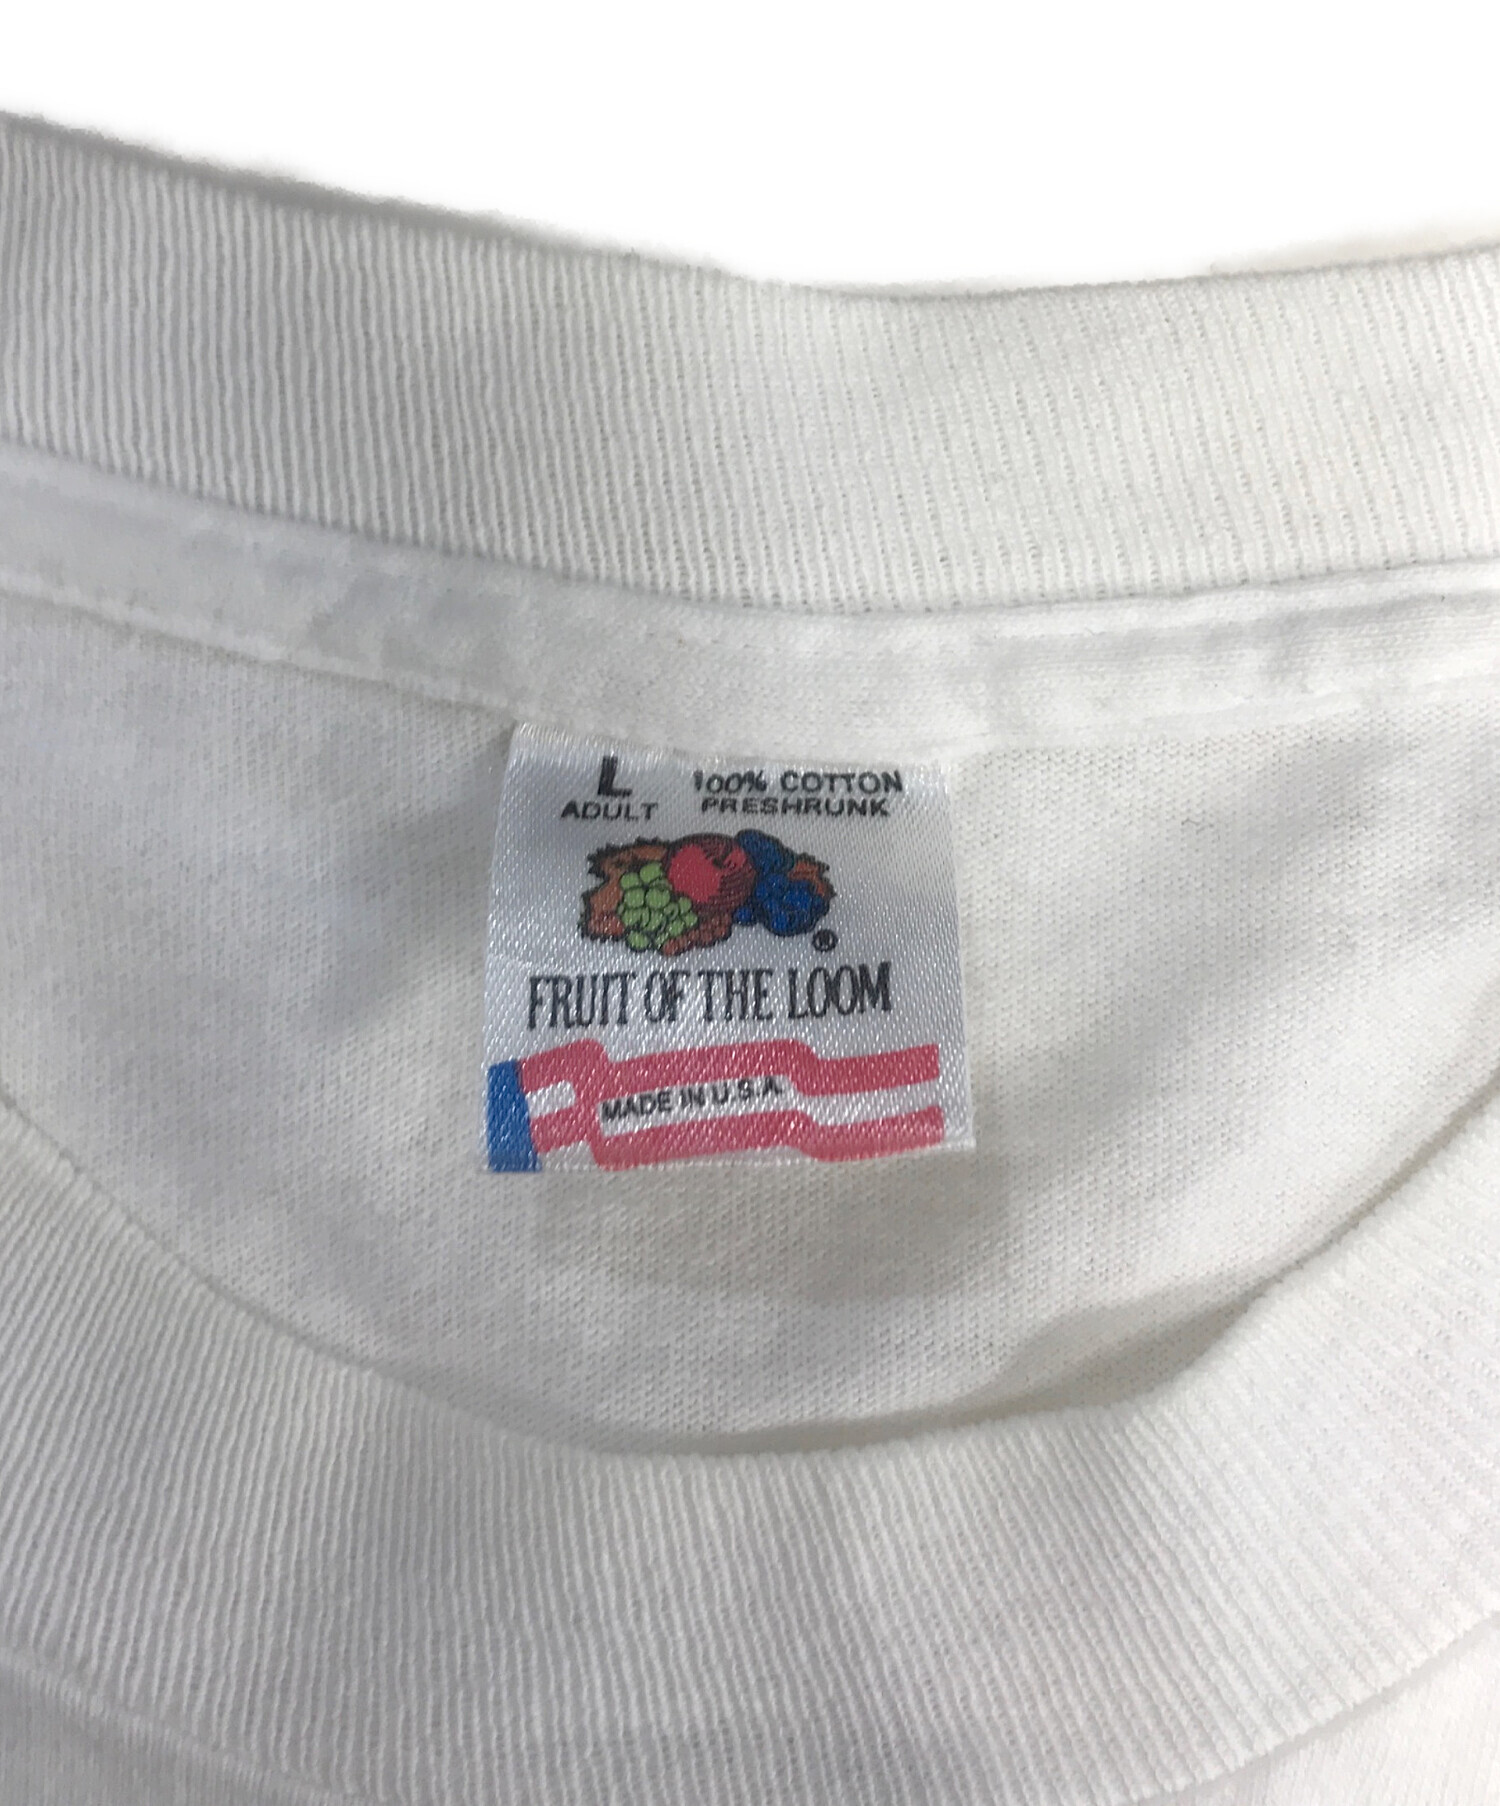 L 100% COTTON
ADULT PRESHRUNK
®
FRUIT OF THE LOOM
MADE IN U.S.A.